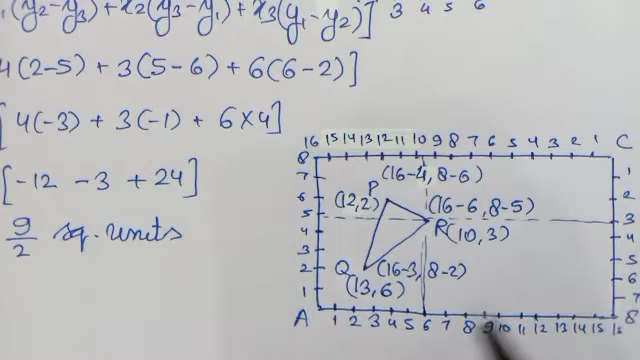 (y₂-y₃) + x₂(y₃-y₁) + x₃(y₁-y₂)] 3 4 5 6
4(2-5) + 3(5-6) + 6(6-2)]
[4(-3) + 3(-1) + 6×4]
[-12 -3 +24]
9/2 sq. units
16 15 14 13 12 11 10 9 8 7 6 5 4 3 2 1 C
8 7 6 5 4 3 2 1
1 2 3 4 5 6 7 8
(16-4, 8-6)
P
(12,2)
(16-6, 8-5)
R(10,3)
Q (16-3, 8-2)
(13,6)
A 1 2 3 4 5 6 7 8 9 10 11 12 13 14 15 16